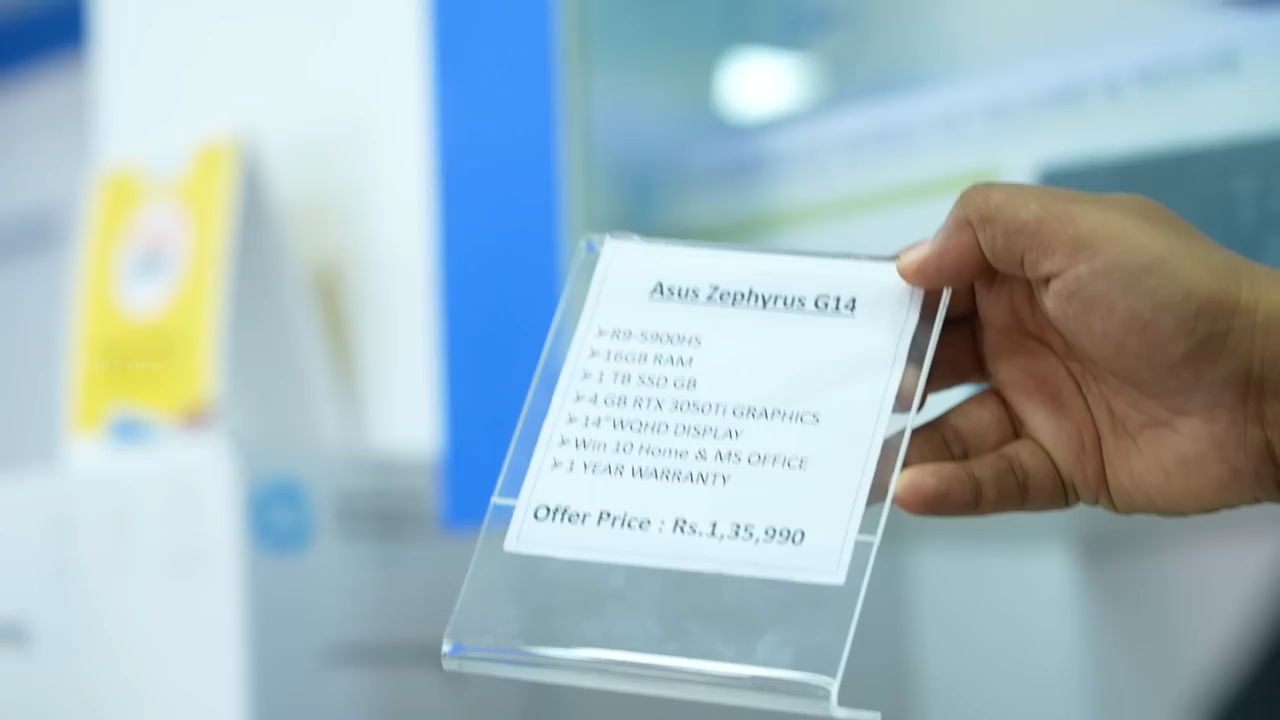 Asus Zephyrus G14
➢R9-5900HS
➢16GB RAM
➢1 TB SSD GB
➢4 GB RTX 3050Ti GRAPHICS
➢14"WQHD DISPLAY
➢Win 10 Home & MS OFFICE
➢1 YEAR WARRANTY
Offer Price : Rs.1,35,990